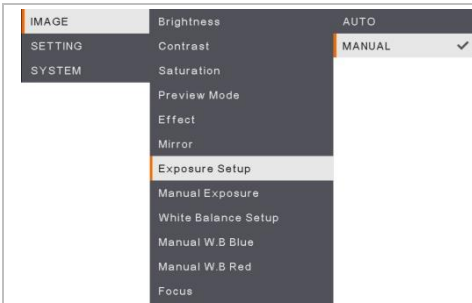 IMAGE
SETTING
SYSTEM
Brightness
Contrast
Saturation
Preview Mode
Effect
Mirror
Exposure Setup
Manual Exposure
White Balance Setup
Manual W.B Blue
Manual W.B Red
Focus
AUTO
MANUAL